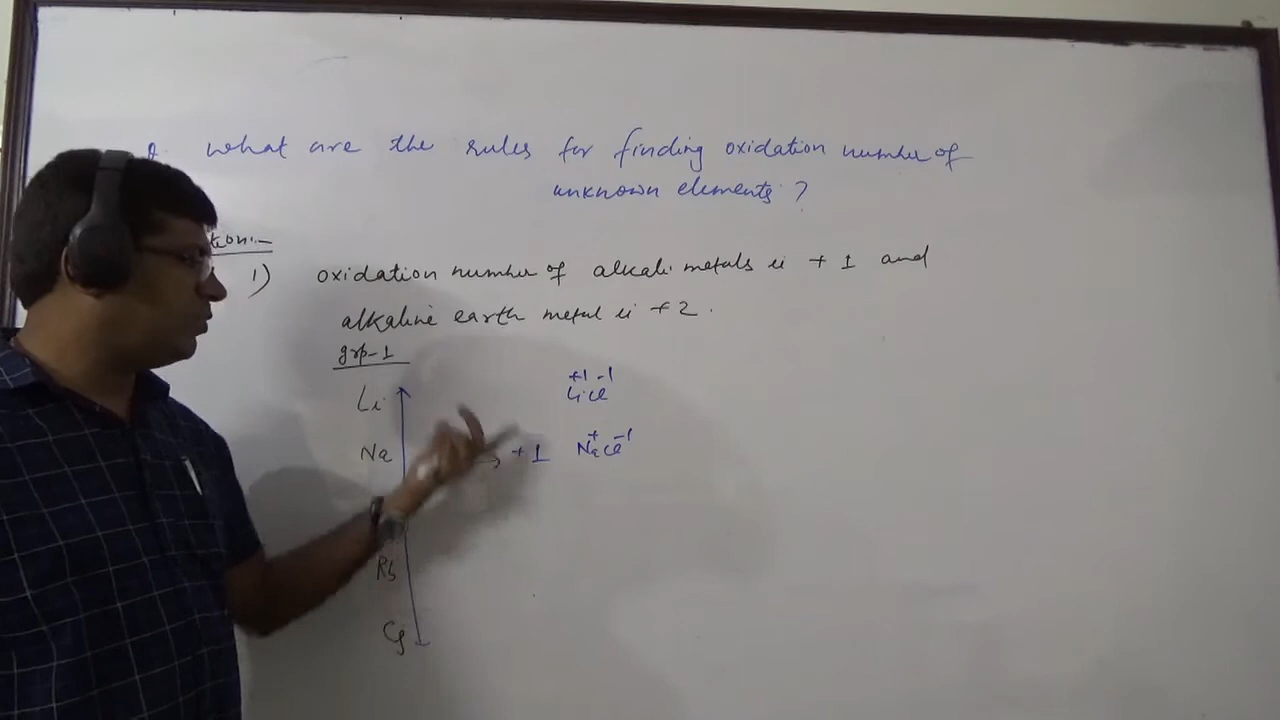 what are the rules for finding oxidation number of
unknown elements ?
1) oxidation number of alkali metals is +1 and
alkaline earth metal is +2.
grp-1
+1 -1
Li LiCl
Na → +1 Na+Cl-1
Rb
Cs